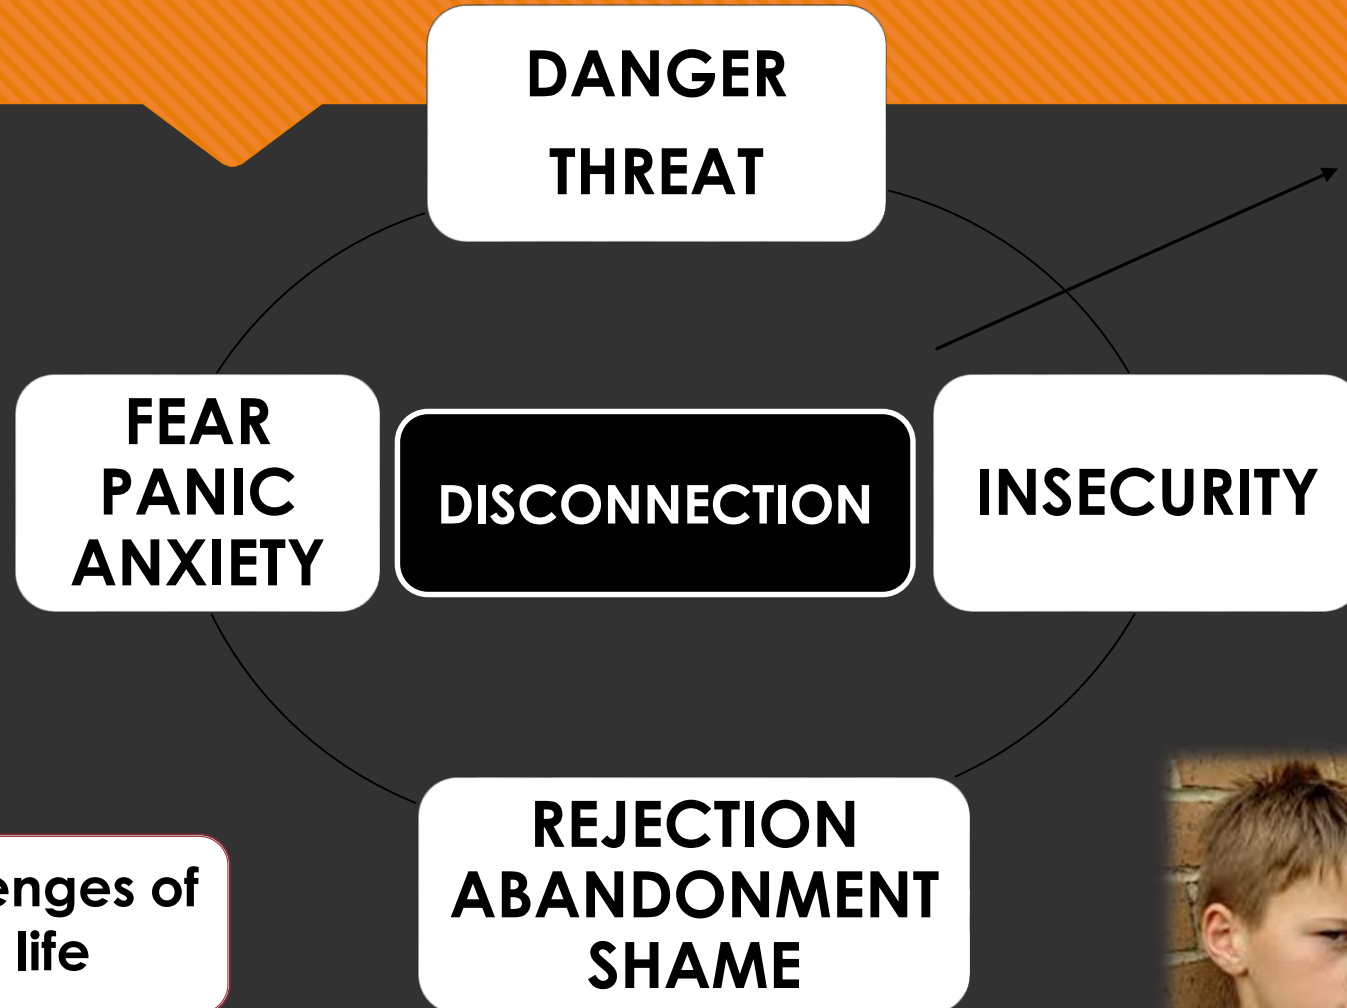 DANGER
THREAT
FEAR
PANIC
ANXIETY
DISCONNECTION
INSECURITY
REJECTION
ABANDONMENT
SHAME
enges of
life